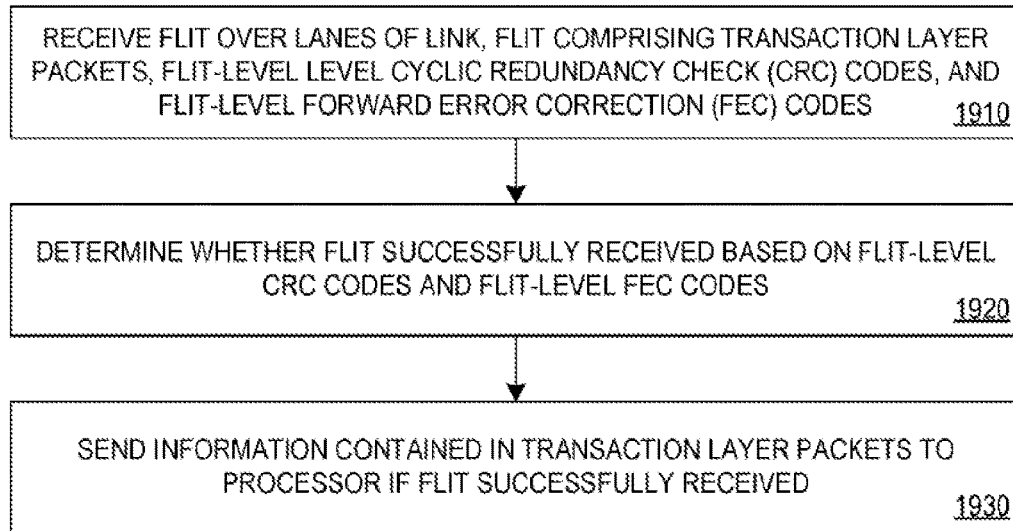 RECEIVE FLIT OVER LANES OF LINK, FLIT COMPRISING TRANSACTION LAYER
PACKETS, FLIT-LEVEL LEVEL CYCLIC REDUNDANCY CHECK (CRC) CODES, AND
FLIT-LEVEL FORWARD ERROR CORRECTION (FEC) CODES
1910
DETERMINE WHETHER FLIT SUCCESSFULLY RECEIVED BASED ON FLIT-LEVEL
CRC CODES AND FLIT-LEVEL FEC CODES
1920
SEND INFORMATION CONTAINED IN TRANSACTION LAYER PACKETS TO
PROCESSOR IF FLIT SUCCESSFULLY RECEIVED
1930